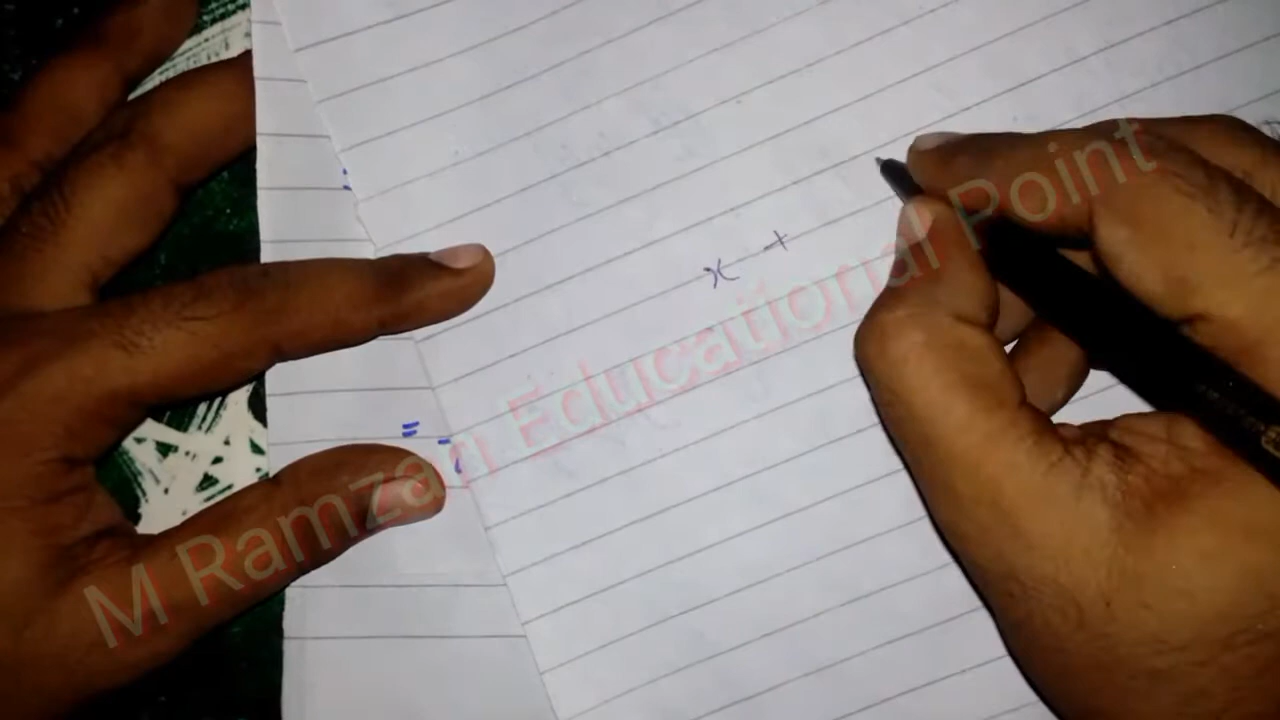 x +
=
M Ramzan Educational Point